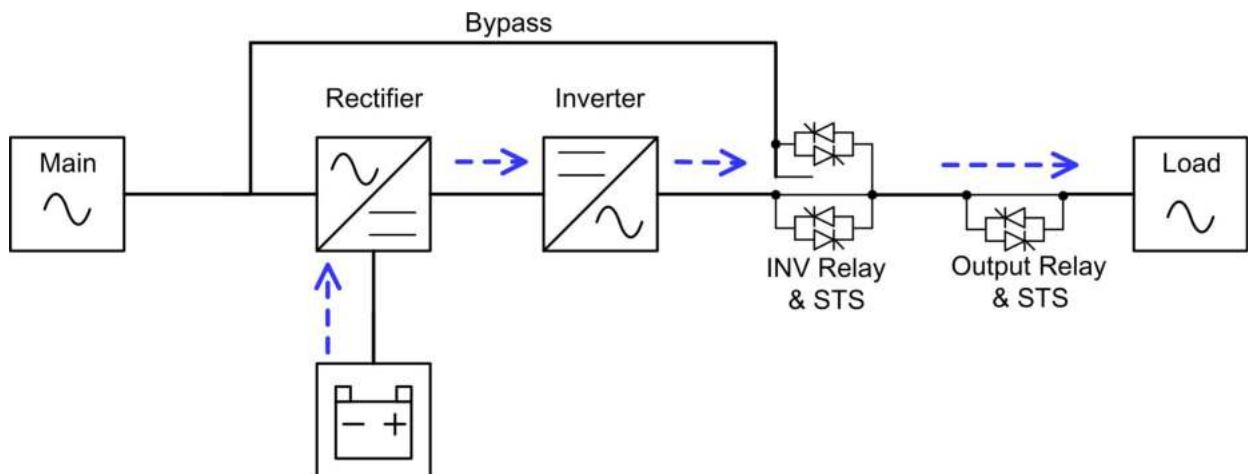 Bypass
Rectifier
Inverter
Main
Load
INV Relay
& STS
Output Relay
& STS